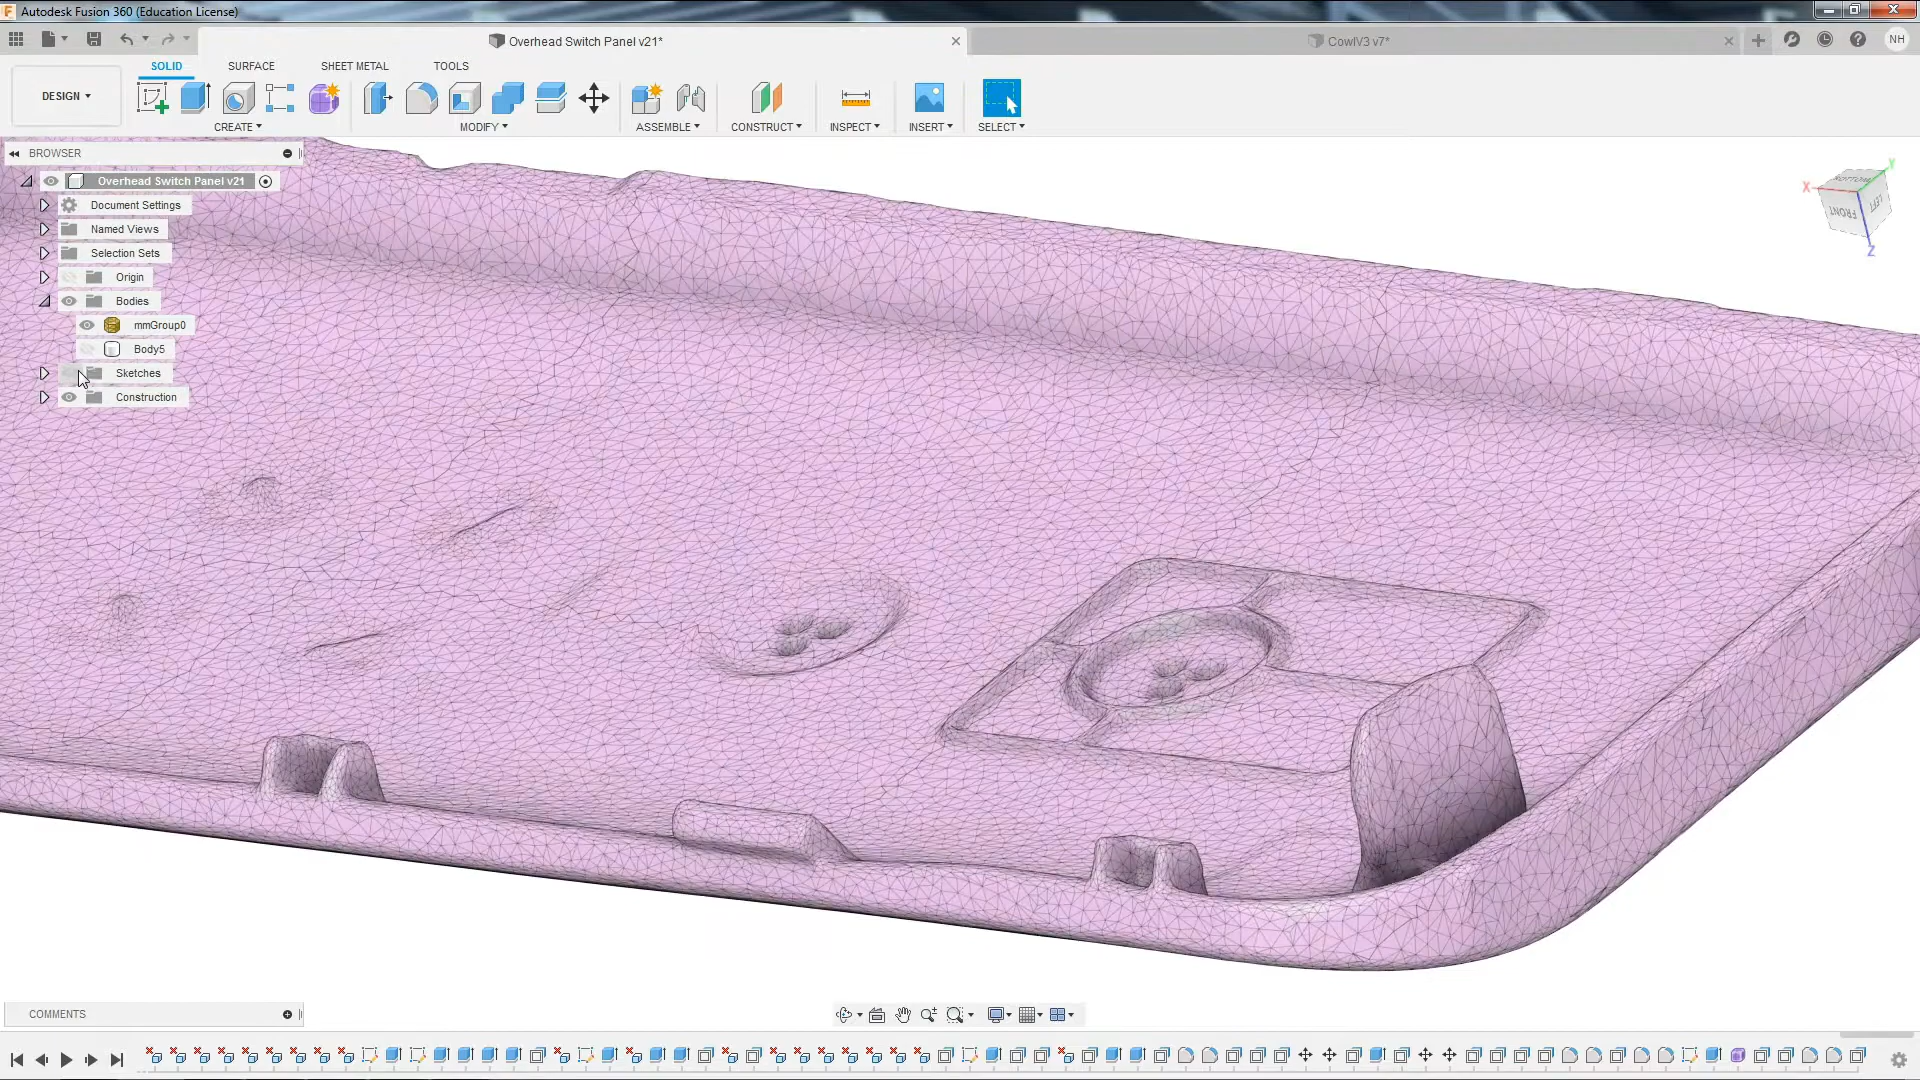 Autodesk Fusion 360 (Education License)
Overhead Switch Panel v21*
CowlV3 v7*
NH
DESIGN
SOLID
SURFACE
SHEET METAL
TOOLS
CREATE
MODIFY
ASSEMBLE
CONSTRUCT
INSPECT
INSERT
SELECT
BROWSER
Overhead Switch Panel v21
Document Settings
Named Views
Selection Sets
Origin
Bodies
mmGroup0
Body5
Sketches
Construction
BOTTOM
FRONT
LEFT
X
Y
Z
COMMENTS